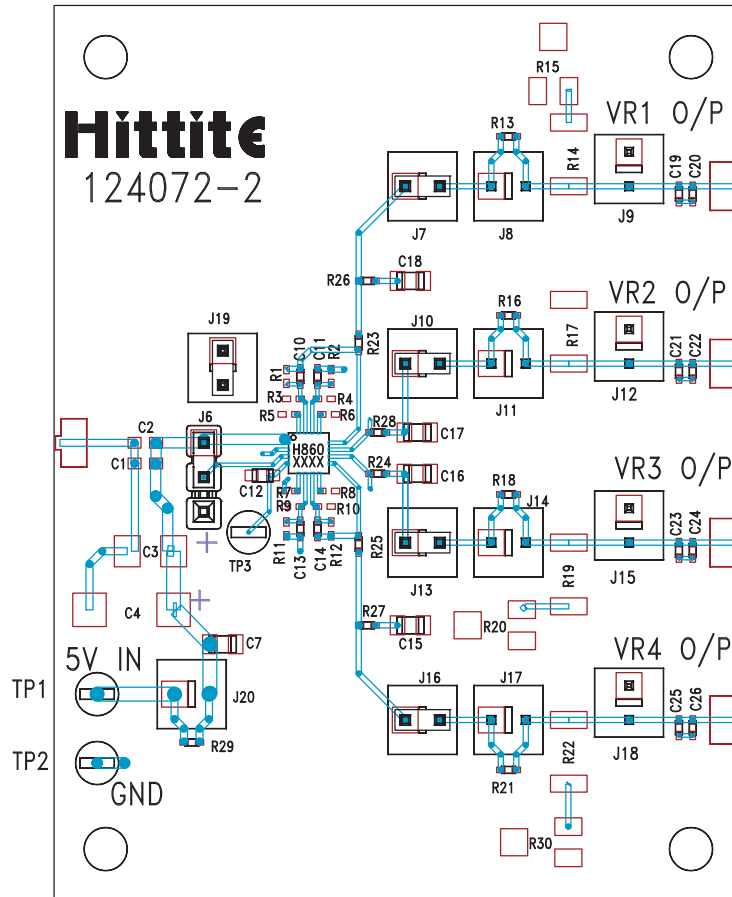 Hittite
124072-2
R15
R13
VR1 O/P
R14
C19
C20
J7
J8
J9
R26
C18
VR2 O/P
J19
R16
J10
R17
C21
C22
R23
C10
C11
R2
R1
R3
R4
J11
J12
J6
R5
R6
R28
C17
C2
H860
XXXX
C1
C12
R7
R8
R24
C16
VR3 O/P
R18
J14
R9
R10
C23
C24
C3
TP3
R11
C13
C14
R12
R25
J13
R19
J15
C4
R27
C15
R20
5V IN
C7
VR4 O/P
TP1
J20
J16
J17
C25
C26
R29
R22
J18
TP2
GND
R21
R30